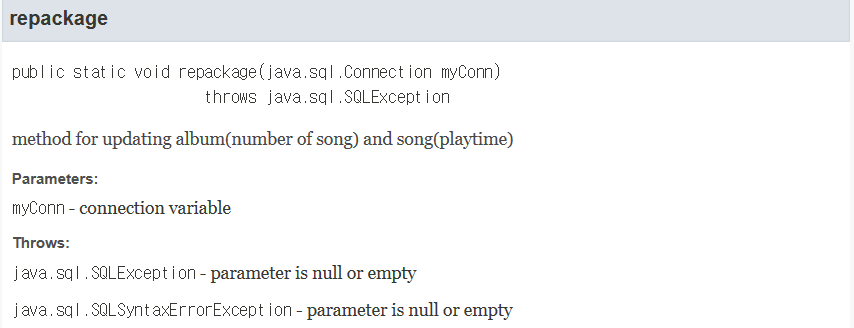 repackage
public static void repackage(java.sql.Connection myConn)
throws java.sql.SQLException
method for updating album(number of song) and song(playtime)
Parameters:
myConn - connection variable
Throws:
java.sql.SQLException - parameter is null or empty
java.sql.SQLSyntaxErrorException - parameter is null or empty